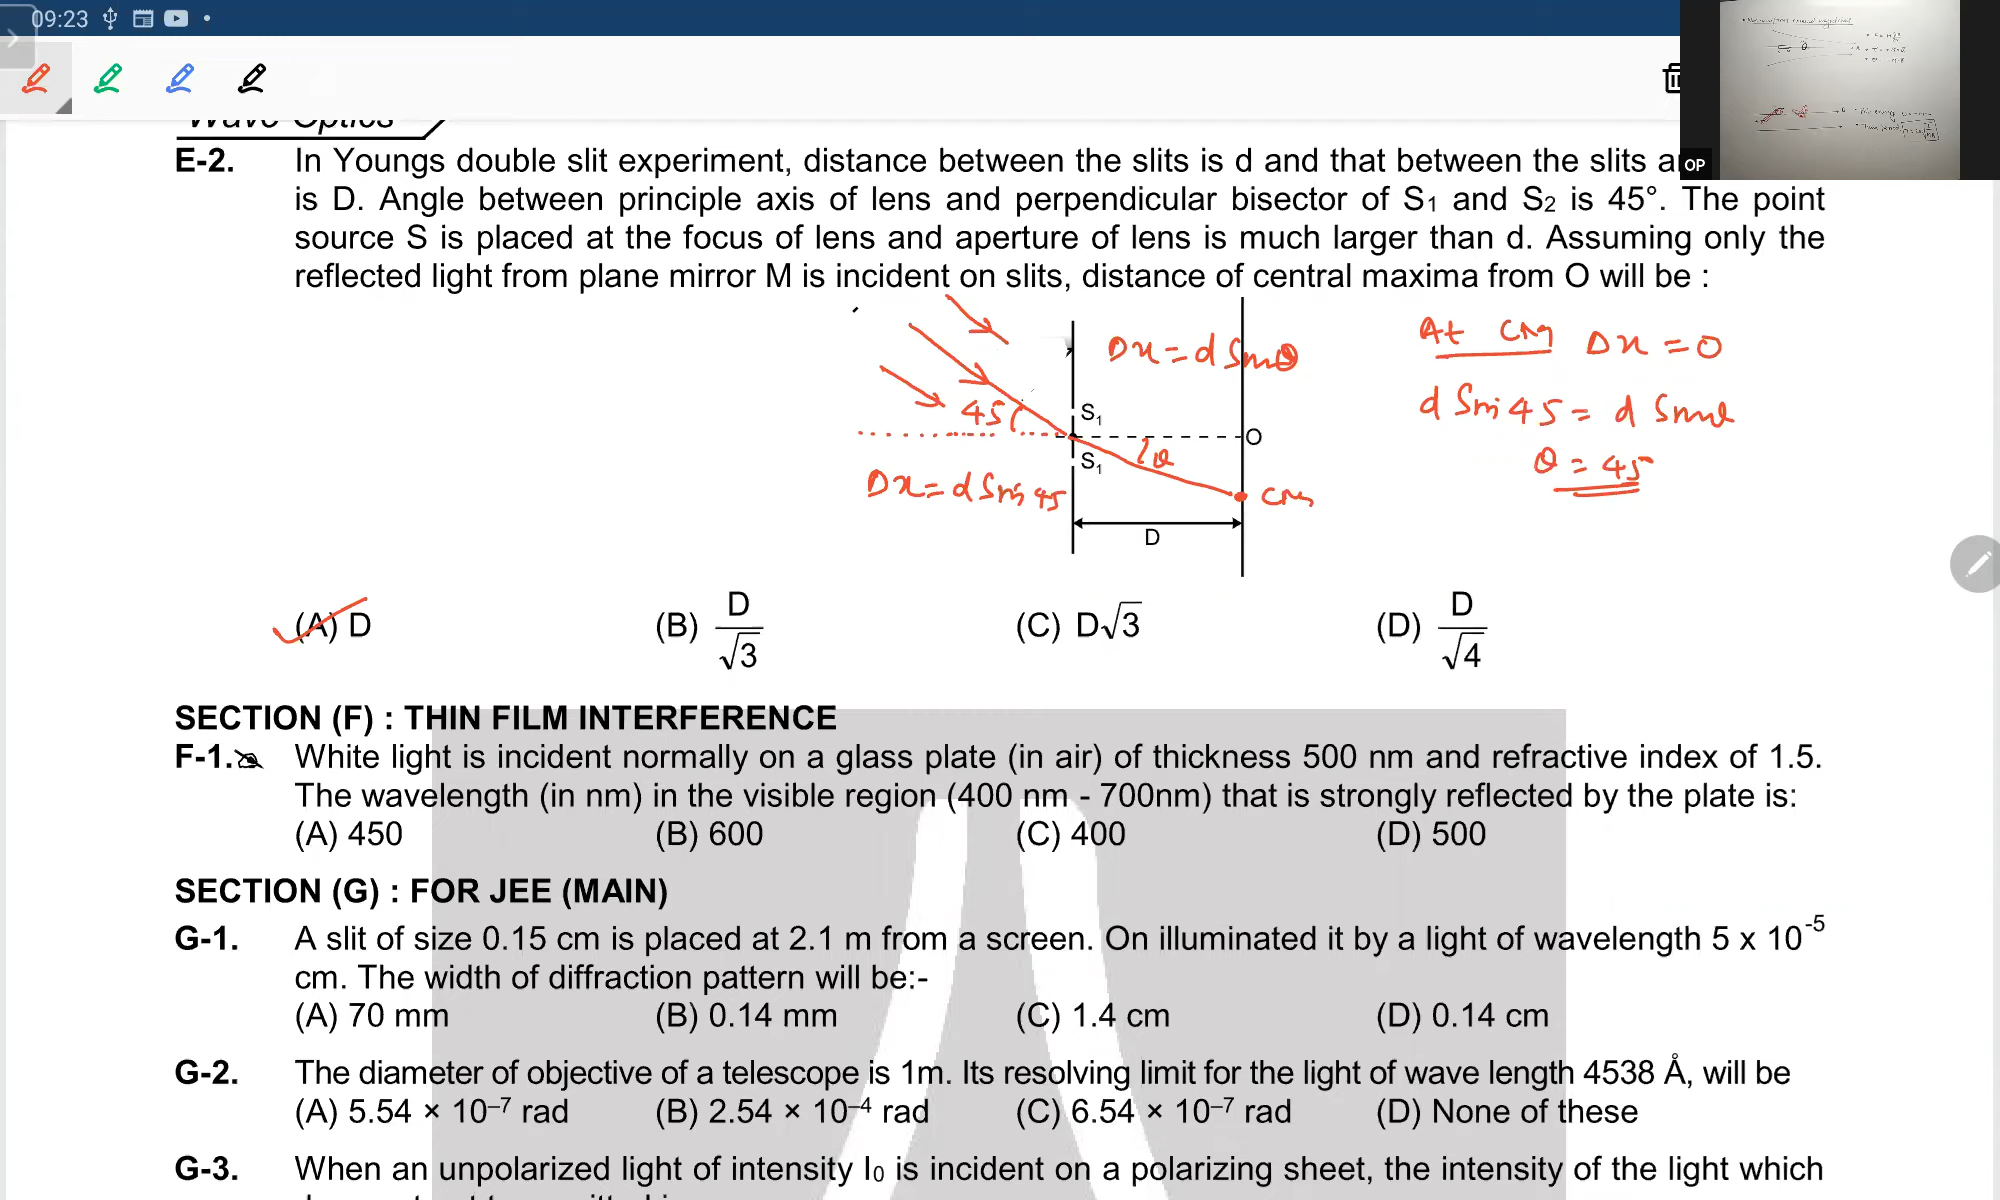 09:23
Wave Optics
E-2. In Youngs double slit experiment, distance between the slits is d and that between the slits
OP
is D. Angle between principle axis of lens and perpendicular bisector of S₁ and S₂ is 45°. The point
source S is placed at the focus of lens and aperture of lens is much larger than d. Assuming only the
reflected light from plane mirror M is incident on slits, distance of central maxima from O will be :
At CM Δx = 0
Δx = d Sinθ
d Sin 45 = d Sinθ
45
S₁
O
S₁
θ
θ = 45
Δx = d Sin 45
CM
D
(A) D (B) D/√3 (C) D√3 (D) D/√4
SECTION (F) : THIN FILM INTERFERENCE
F-1. White light is incident normally on a glass plate (in air) of thickness 500 nm and refractive index of 1.5.
The wavelength (in nm) in the visible region (400 nm - 700nm) that is strongly reflected by the plate is:
(A) 450 (B) 600 (C) 400 (D) 500
SECTION (G) : FOR JEE (MAIN)
G-1. A slit of size 0.15 cm is placed at 2.1 m from a screen. On illuminated it by a light of wavelength 5 x 10⁻⁵
cm. The width of diffraction pattern will be:-
(A) 70 mm (B) 0.14 mm (C) 1.4 cm (D) 0.14 cm
G-2. The diameter of objective of a telescope is 1m. Its resolving limit for the light of wave length 4538 Å, will be
(A) 5.54 × 10⁻⁷ rad (B) 2.54 × 10⁻⁴ rad (C) 6.54 × 10⁻⁷ rad (D) None of these
G-3. When an unpolarized light of intensity I₀ is incident on a polarizing sheet, the intensity of the light which